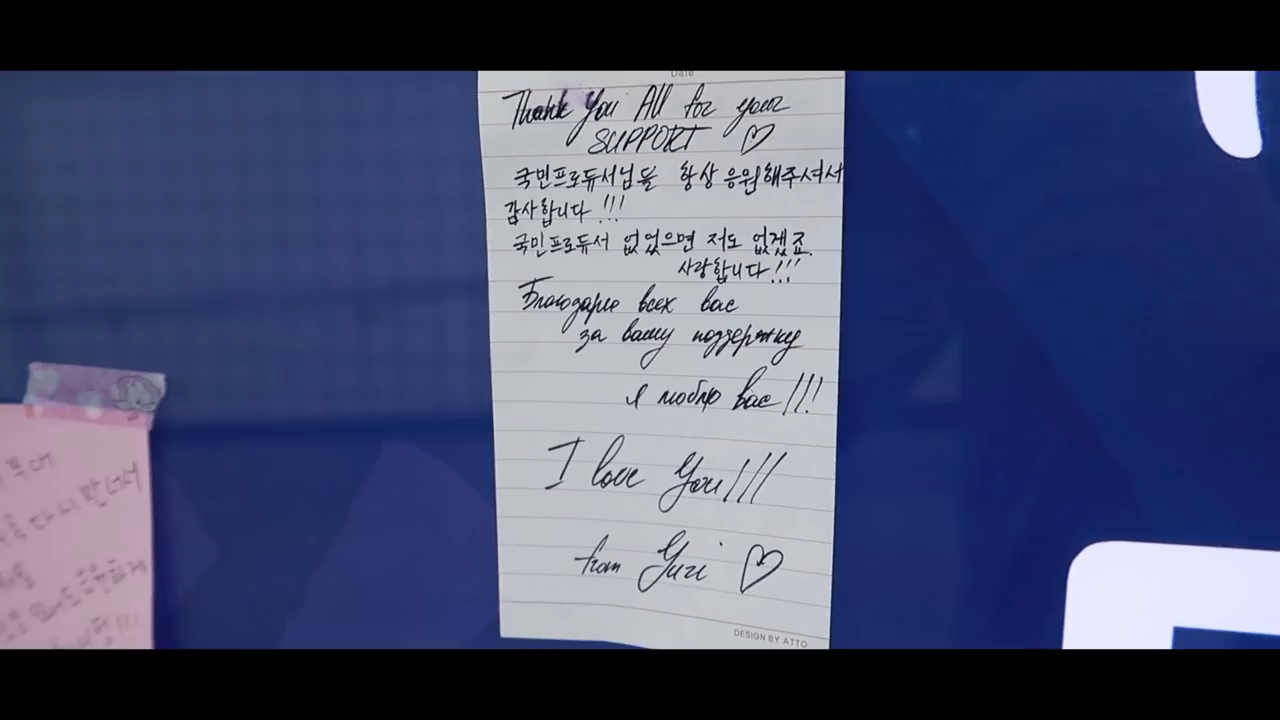 Date
Thank You All for your
SUPPORT ♡
국민프로듀서님들 항상 응원해주셔서
감사합니다!!!
국민프로듀서 없었으면 저도 없겠죠.
사랑합니다!!!
Благодарю всех вас
за вашу поддержку
я люблю вас!!!
I love You!!!
from Yuri ♡
DESIGN BY ATTO